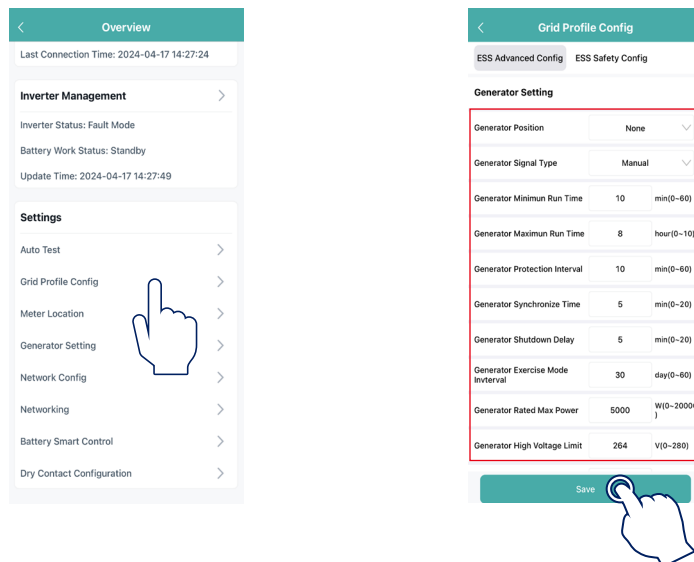 Overview
Last Connection Time: 2024-04-17 14:27:24
Inverter Management
Inverter Status: Fault Mode
Battery Work Status: Standby
Update Time: 2024-04-17 14:27:49
Settings
Auto Test
Grid Profile Config
Meter Location
Generator Setting
Network Config
Networking
Battery Smart Control
Dry Contact Configuration
Grid Profile Config
ESS Advanced Config ESS Safety Config
Generator Setting
Generator Position None
Generator Signal Type Manual
Generator Minimun Run Time 10 min(0~60)
Generator Maximun Run Time 8 hour(0~10)
Generator Protection Interval 10 min(0~60)
Generator Synchronize Time 5 min(0~20)
Generator Shutdown Delay 5 min(0~20)
Generator Exercise Mode
Invterval 30 day(0~60)
Generator Rated Max Power 5000 W(0~2000
)
Generator High Voltage Limit 264 V(0~280)
Save